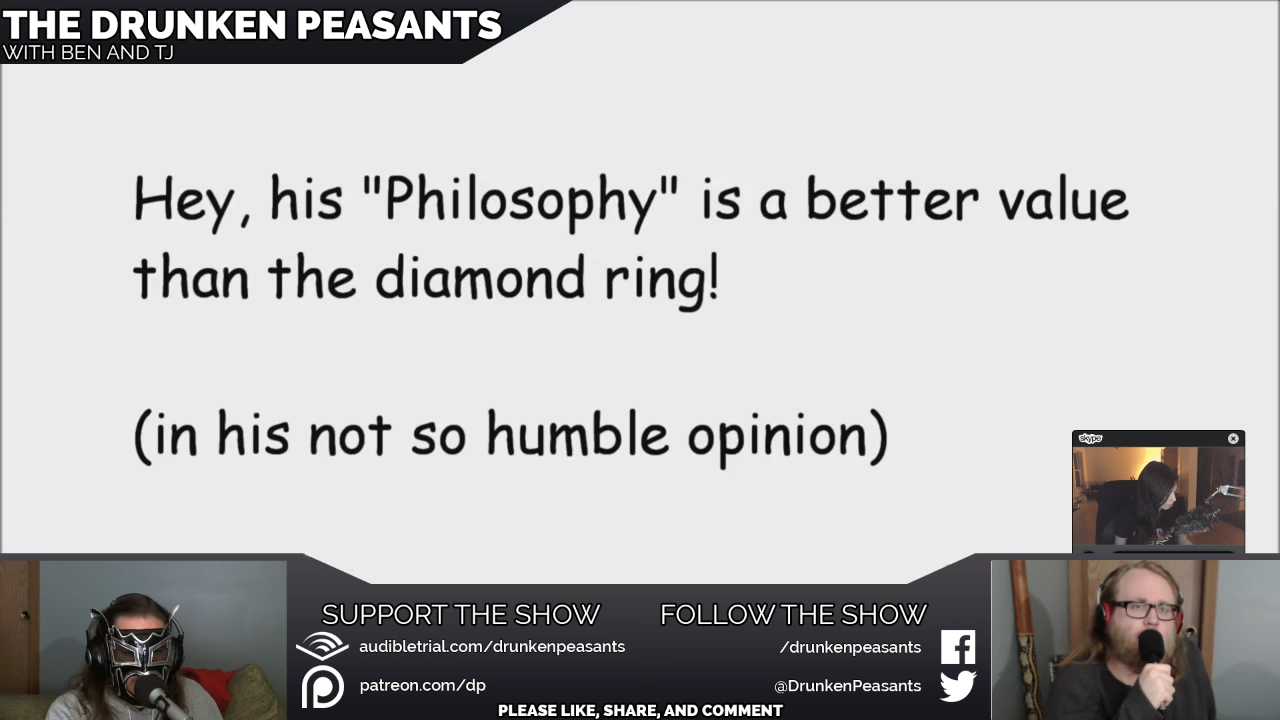 THE DRUNKEN PEASANTS
WITH BEN AND TJ
Hey, his "Philosophy" is a better value
than the diamond ring!
(in his not so humble opinion)
skype
SUPPORT THE SHOW
audibletrial.com/drunkenpeasants
patreon.com/dp
FOLLOW THE SHOW
/drunkenpeasants
@DrunkenPeasants
PLEASE LIKE, SHARE, AND COMMENT